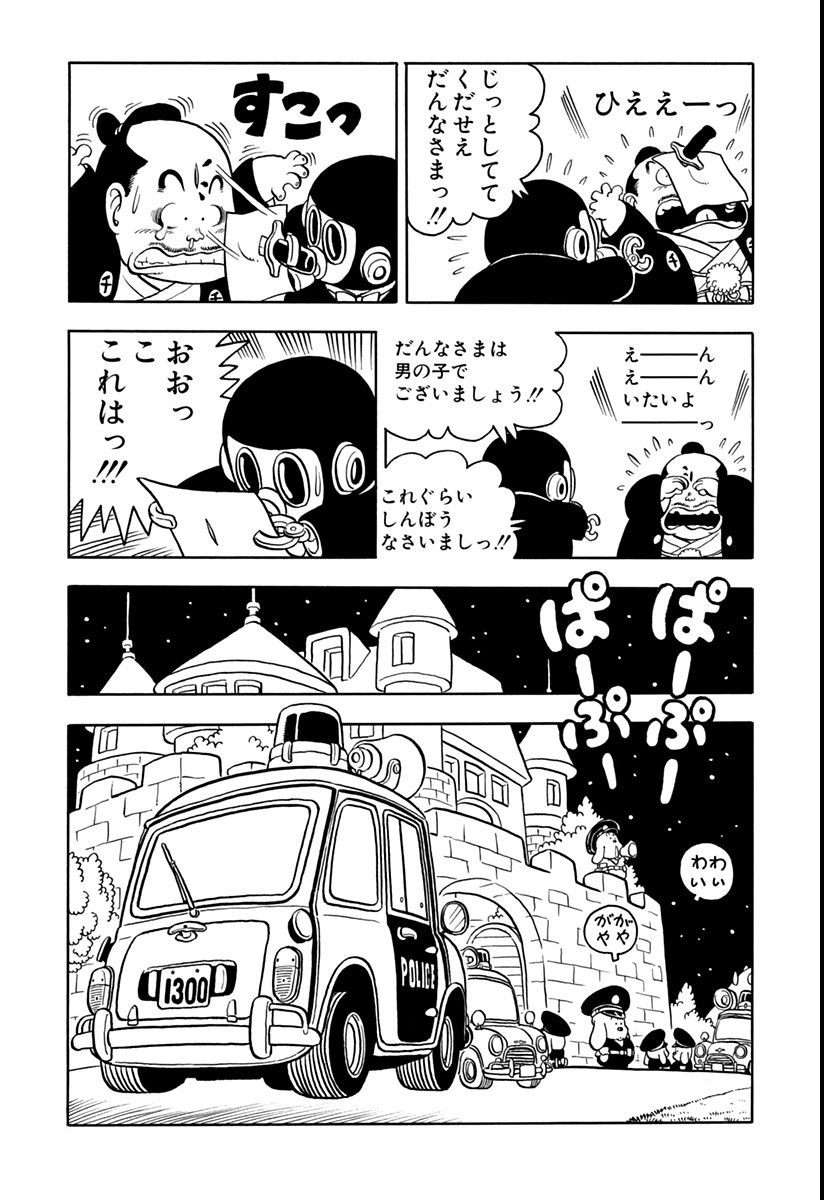 ひええーっ
じっとしてて
くだせえ
だんなさまっ!!
すこっ
千
千
千
えーーん
えーーん
いたいよ
ーーっ
だんなさまは
男の子で
ございましょう!!
これぐらい
しんぼう
なさいましっ!!
おおっ
こ
これはっ!!!
ぱーぷー
ぱーぷー
わい
わい
がや
がや
POLICE
1300